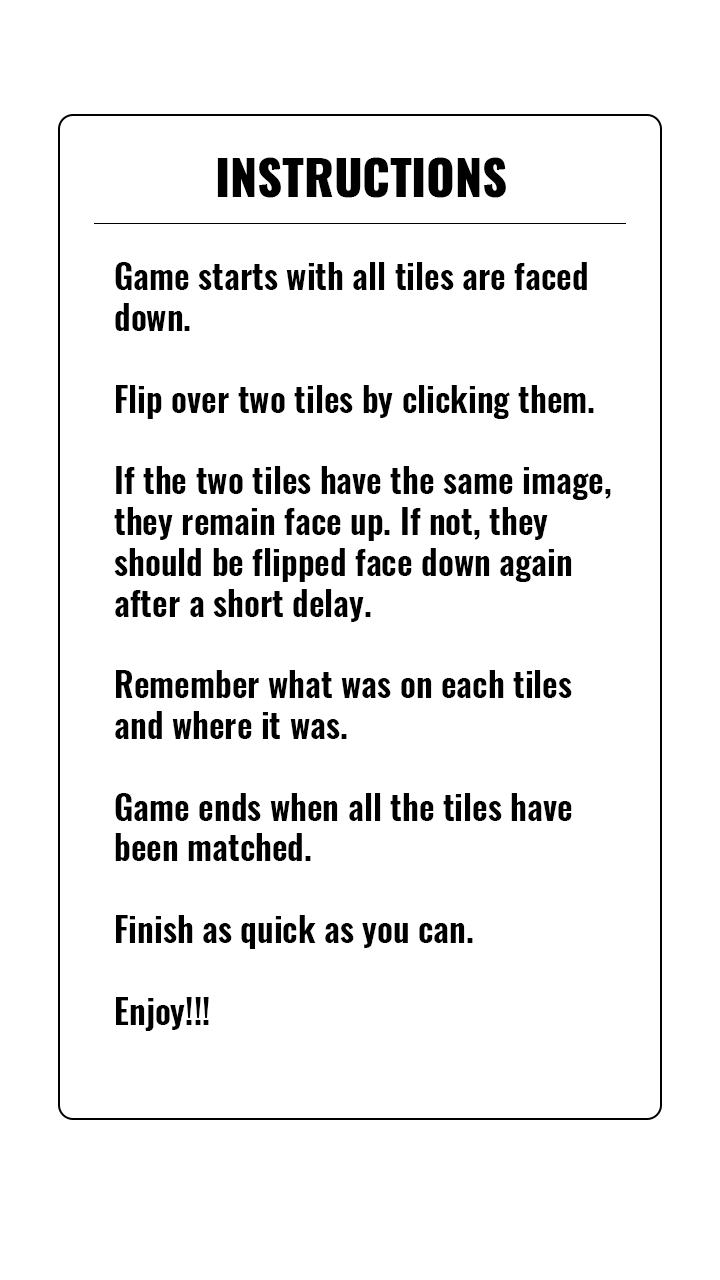 INSTRUCTIONS
Game starts with all tiles are faced
down.
Flip over two tiles by clicking them.
If the two tiles have the same image,
they remain face up. If not, they
should be flipped face down again
after a short delay.
Remember what was on each tiles
and where it was.
Game ends when all the tiles have
been matched.
Finish as quick as you can.
Enjoy!!!